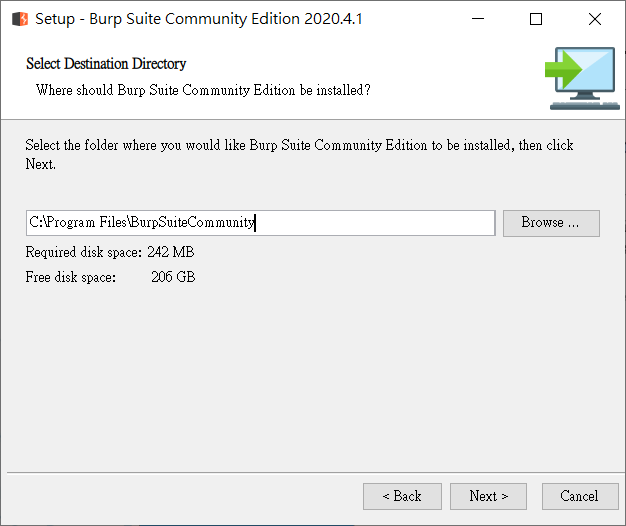 Setup - Burp Suite Community Edition 2020.4.1
Select Destination Directory
Where should Burp Suite Community Edition be installed?
Select the folder where you would like Burp Suite Community Edition to be installed, then click
Next.
C:\Program Files\BurpSuiteCommunity
Browse ...
Required disk space: 242 MB
Free disk space: 206 GB
< Back
Next >
Cancel